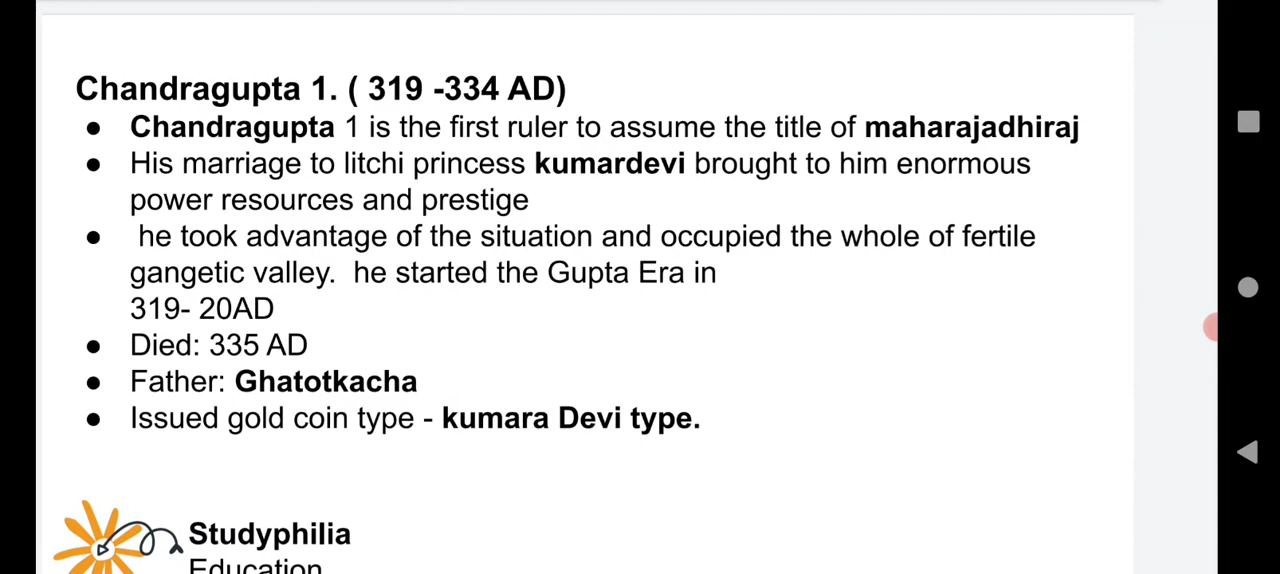 Chandragupta 1. ( 319 -334 AD)
● Chandragupta 1 is the first ruler to assume the title of maharajadhiraj
● His marriage to litchi princess kumardevi brought to him enormous
power resources and prestige
● he took advantage of the situation and occupied the whole of fertile
gangetic valley. he started the Gupta Era in
319- 20AD
● Died: 335 AD
● Father: Ghatotkacha
● Issued gold coin type - kumara Devi type.
Studyphilia
Education